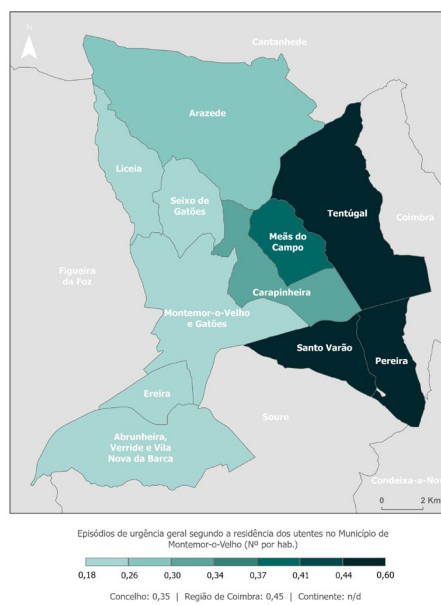 N
Cantanhede
Arazede
Liceia
Seixo de
Gatões
Tentúgal
Coimbra
Meãs do
Campo
Figueira
da Foz
Carapinheira
Montemor-o-Velho
e Gatões
Santo Varão
Pereira
Ereira
Soure
Abrunheira,
Verride e Vila
Nova da Barca
Condeixa-a-Nov
0 2 Km
Episódios de urgência geral segundo a residência dos utentes no Município de
Montemor-o-Velho (Nº por hab.)
0,18 0,26 0,30 0,34 0,37 0,41 0,44 0,60
Concelho: 0,35 | Região de Coimbra: 0,45 | Continente: n/d